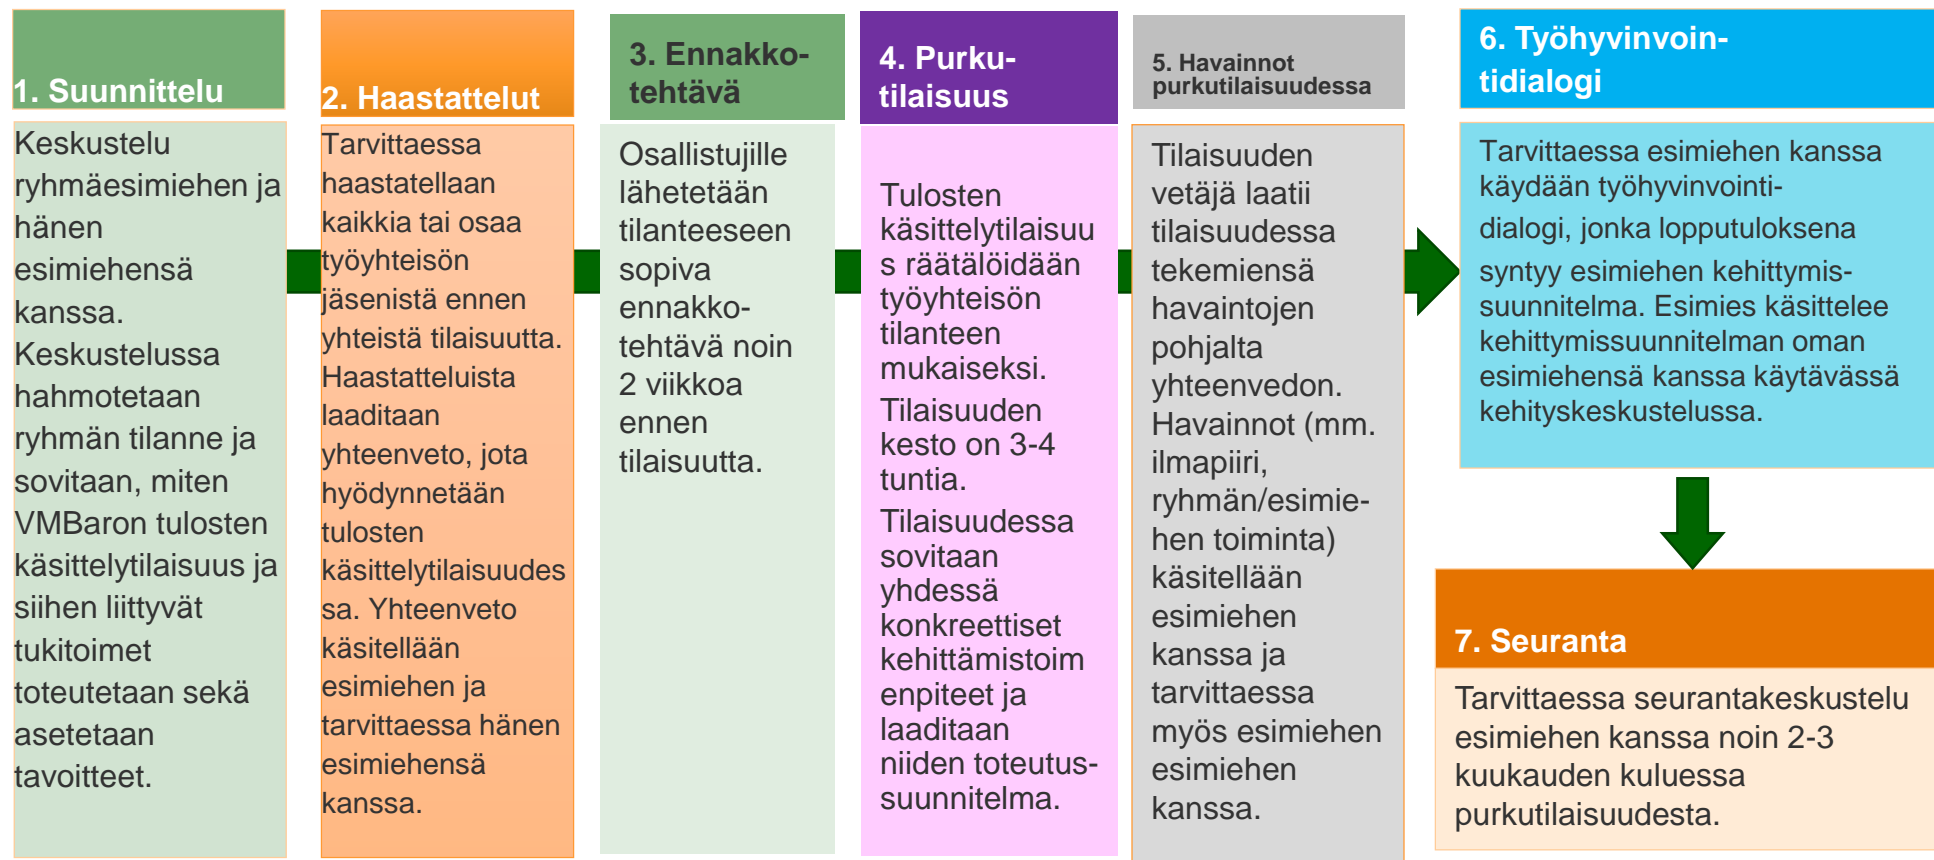 1. Suunnittelu
Keskustelu
ryhmäesimiehen ja
hänen
esimiehensä
kanssa.
Keskustelussa
hahmotetaan
ryhmän tilanne ja
sovitaan, miten
VMBaron tulosten
käsittelytilaisuus ja
siihen liittyvät
tukitoimet
toteutetaan sekä
asetetaan
tavoitteet.
2. Haastattelut
Tarvittaessa
haastatellaan
kaikkia tai osaa
työyhteisön
jäsenistä ennen
yhteistä tilaisuutta.
Haastatteluista
laaditaan
yhteenveto, jota
hyödynnetään
tulosten
käsittelytilaisuudes
sa. Yhteenveto
käsitellään
esimiehen ja
tarvittaessa hänen
esimiehensä
kanssa.
3. Ennakko-
tehtävä
Osallistujille
lähetetään
tilanteeseen
sopiva
ennakko-
tehtävä noin
2 viikkoa
ennen
tilaisuutta.
4. Purku-
tilaisuus
Tulosten
käsittelytilaisuu
s räätälöidään
työyhteisön
tilanteen
mukaiseksi.
Tilaisuuden
kesto on 3-4
tuntia.
Tilaisuudessa
sovitaan
yhdessä
konkreettiset
kehittämistoim
enpiteet ja
laaditaan
niiden toteutus-
suunnitelma.
5. Havainnot
purkutilaisuudessa
Tilaisuuden
vetäjä laatii
tilaisuudessa
tekemiensä
havaintojen
pohjalta
yhteenvedon.
Havainnot (mm.
ilmapiiri,
ryhmän/esimie-
hen toiminta)
käsitellään
esimiehen
kanssa ja
tarvittaessa
myös esimiehen
esimiehen
kanssa.
6. Työhyvinvoin-
tidialogi
Tarvittaessa esimiehen kanssa
käydään työhyvinvointi-
dialogi, jonka lopputuloksena
syntyy esimiehen kehittymis-
suunnitelma. Esimies käsittelee
kehittymissuunnitelman oman
esimiehensä kanssa käytävässä
kehityskeskustelussa.
7. Seuranta
Tarvittaessa seurantakeskustelu
esimiehen kanssa noin 2-3
kuukauden kuluessa
purkutilaisuudesta.